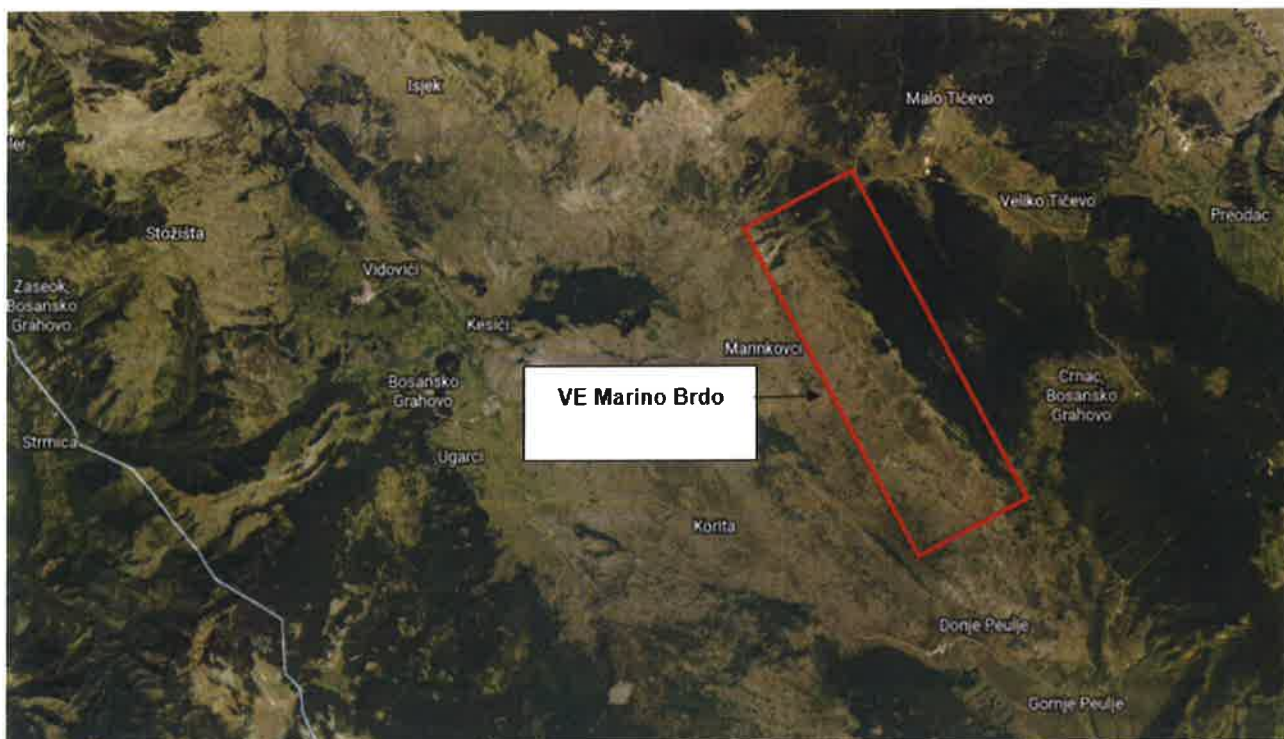 Isjek
Malo Tičevo
Veliko Tičevo
Preodac
Stožišta
Vidovići
Zaseok,
Bosansko
Grahovo
Kesići
Marinkovci
VE Marino Brdo
Bosansko
Grahovo
Crnac,
Bosansko
Grahovo
Strmica
Ugarci
Korita
Donje Peulje
Gornje Peulje